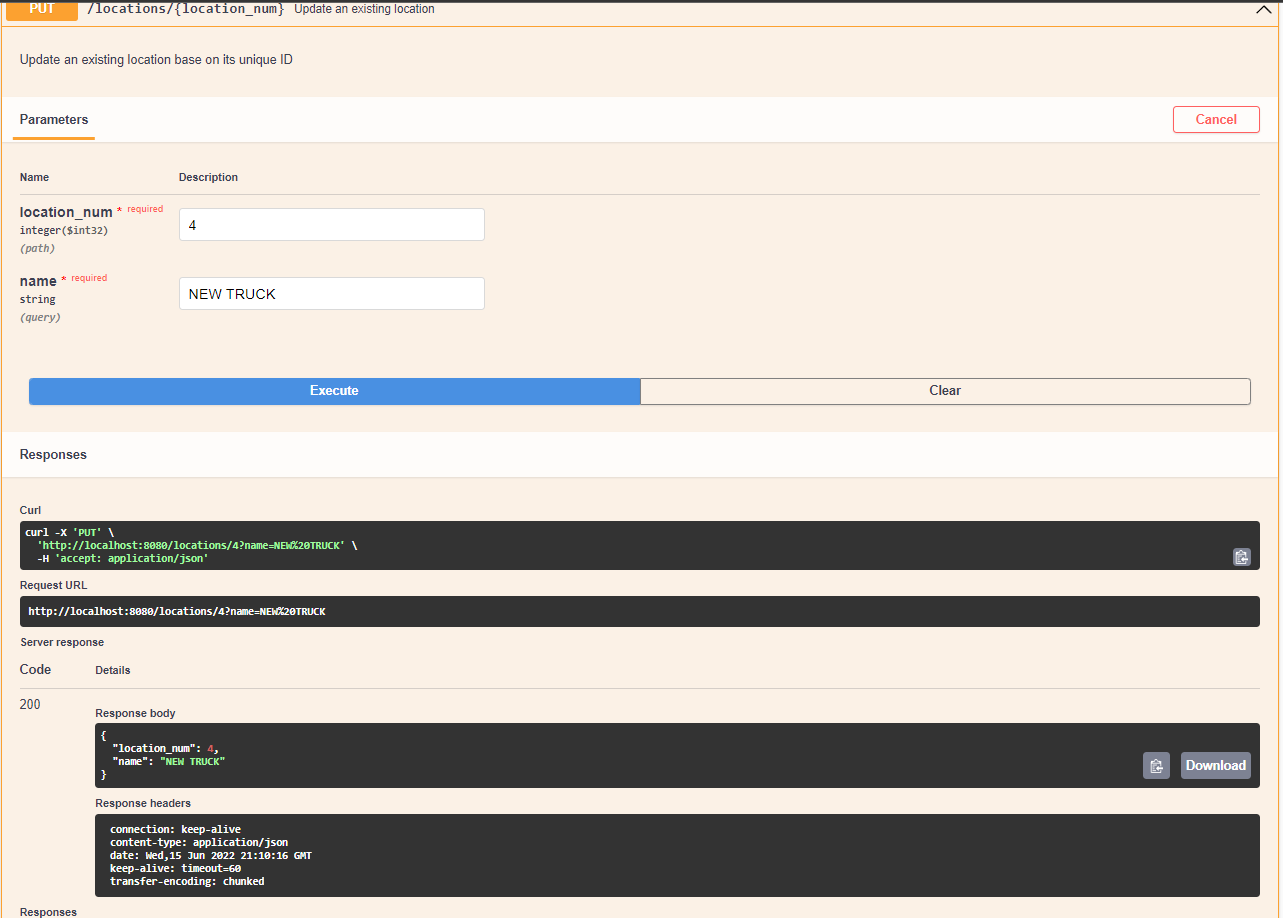 PUT /locations/{location_num} Update an existing location
Update an existing location base on its unique ID
Parameters
Cancel
Name Description
location_num * required
integer($int32)
(path)
4
name * required
string
(query)
NEW TRUCK
Execute Clear
Responses
Curl
curl -X 'PUT' \
'http://localhost:8080/locations/4?name=NEW%20TRUCK' \
-H 'accept: application/json'
Request URL
http://localhost:8080/locations/4?name=NEW%20TRUCK
Server response
Code Details
200
Response body
{
"location_num": 4,
"name": "NEW TRUCK"
}
Download
Response headers
connection: keep-alive
content-type: application/json
date: Wed,15 Jun 2022 21:10:16 GMT
keep-alive: timeout=60
transfer-encoding: chunked
Responses